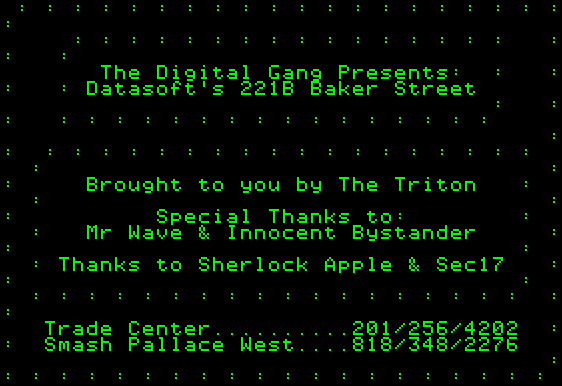 The Digital Gang Presents:
Datasoft's 221B Baker Street
Brought to you by The Triton
Special Thanks to:
Mr Wave & Innocent Bystander
Thanks to Sherlock Apple & Sec17
Trade Center..........201/256/4202
Smash Pallace West....818/348/2276